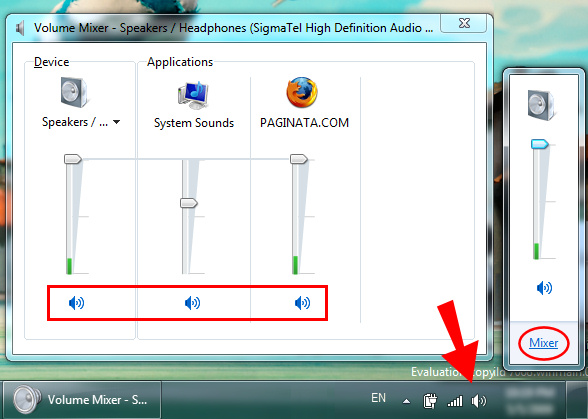 Volume Mixer - Speakers / Headphones (SigmaTel High Definition Audio ...
Device
Applications
Speakers / ...
System Sounds
PAGINATA.COM
Mixer
Evaluation copy.
Volume Mixer - S...
EN